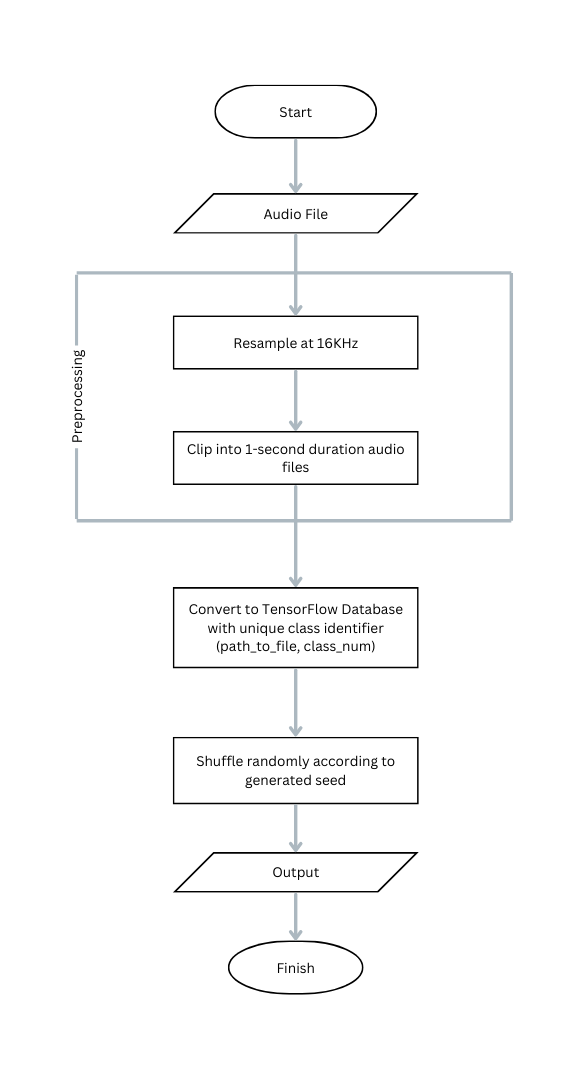 Start
Audio File
Preprocessing
Resample at 16KHz
Clip into 1-second duration audio
files
Convert to TensorFlow Database
with unique class identifier
(path_to_file, class_num)
Shuffle randomly according to
generated seed
Output
Finish